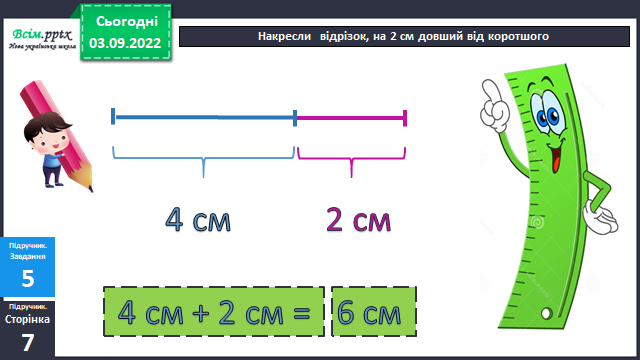 Всім.pptx
Нова українська школа
Сьогодні
03.09.2022
Накресли відрізок, на 2 см довший від коротшого
4 см
2 см
4 см + 2 см =
6 см
Підручник.
Завдання
5
Підручник.
Сторінка
7